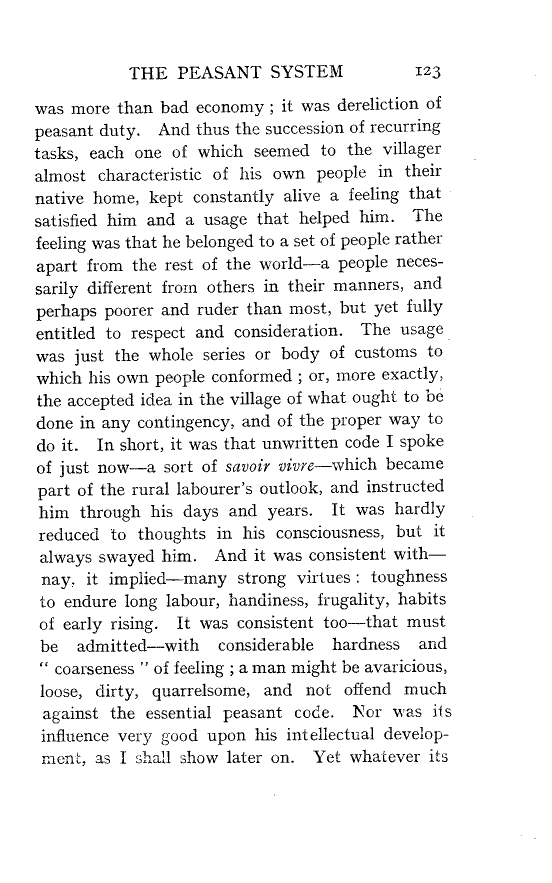 THE PEASANT SYSTEM 123
was more than bad economy ; it was dereliction of
peasant duty. And thus the succession of recurring
tasks, each one of which seemed to the villager
almost characteristic of his own people in their
native home, kept constantly alive a feeling that
satisfied him and a usage that helped him. The
feeling was that he belonged to a set of people rather
apart from the rest of the world—a people neces-
sarily different from others in their manners, and
perhaps poorer and ruder than most, but yet fully
entitled to respect and consideration. The usage
was just the whole series or body of customs to
which his own people conformed ; or, more exactly,
the accepted idea in the village of what ought to be
done in any contingency, and of the proper way to
do it. In short, it was that unwritten code I spoke
of just now—a sort of savoir vivre—which became
part of the rural labourer's outlook, and instructed
him through his days and years. It was hardly
reduced to thoughts in his consciousness, but it
always swayed him. And it was consistent with—
nay, it implied—many strong virtues : toughness
to endure long labour, handiness, frugality, habits
of early rising. It was consistent too—that must
be admitted—with considerable hardness and
" coarseness " of feeling ; a man might be avaricious,
loose, dirty, quarrelsome, and not offend much
against the essential peasant code. Nor was its
influence very good upon his intellectual develop-
ment, as I shall show later on. Yet whatever its